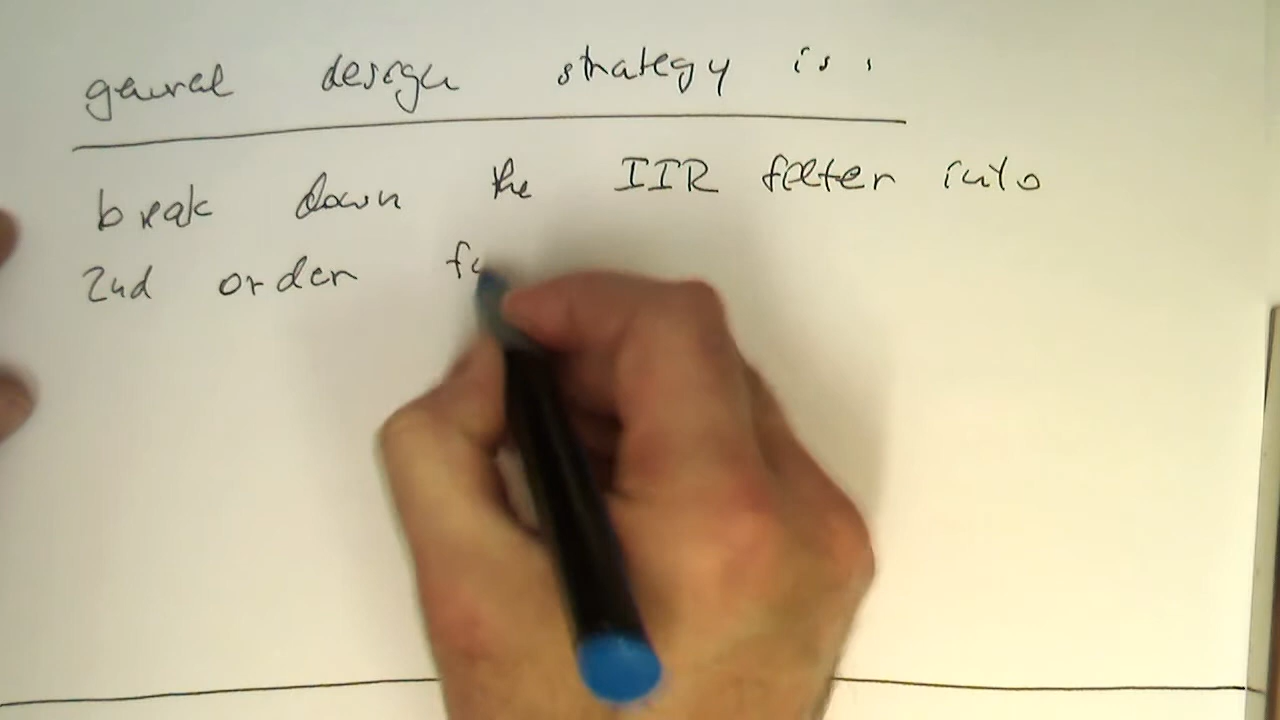 general design strategy is:
break down the IIR filter into
2nd order